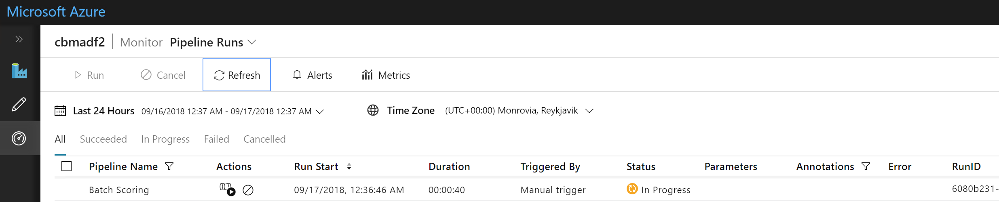 Microsoft Azure
cbmadf2 Monitor Pipeline Runs
Run Cancel Refresh Alerts Metrics
Last 24 Hours 09/16/2018 12:37 AM - 09/17/2018 12:37 AM Time Zone (UTC+00:00) Monrovia, Reykjavik
All Succeeded In Progress Failed Cancelled
Pipeline Name Actions Run Start Duration Triggered By Status Parameters Annotations Error RunID
Batch Scoring 09/17/2018, 12:36:46 AM 00:00:40 Manual trigger In Progress 6080b231-